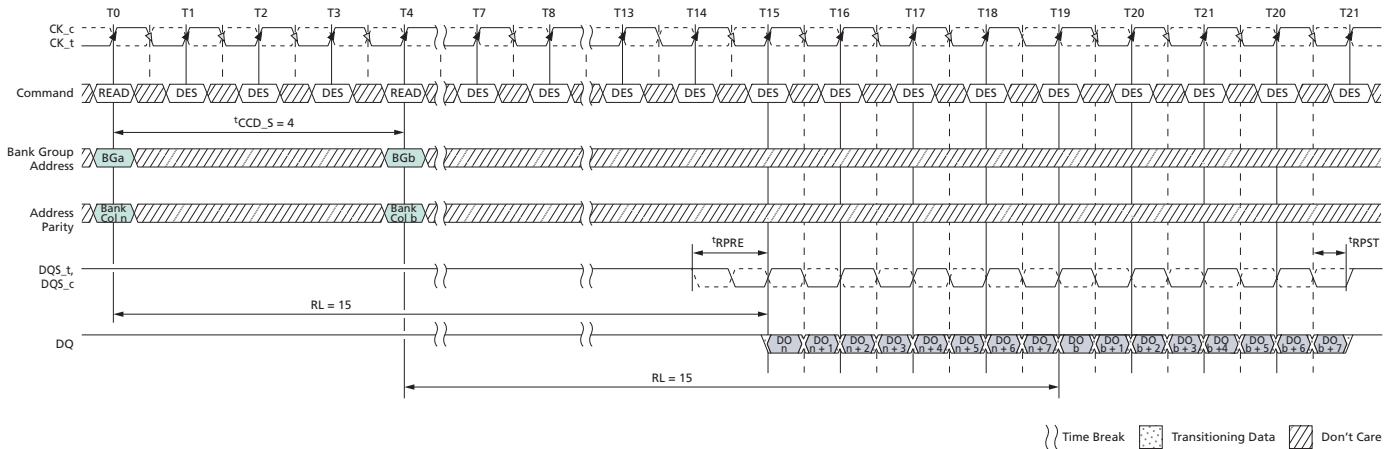 T0 T1 T2 T3 T4 T7 T8 T13 T14 T15 T16 T17 T18 T19 T20 T21 T20 T21
CK_c
CK_t
Command READ DES DES DES READ DES DES DES DES DES DES DES DES DES DES DES DES DES
tCCD_S = 4
Bank Group
Address
BGa BGb
Address
Parity
Bank
Col n
Bank
Col b
tRPRE tRPST
DQS_t,
DQS_c
RL = 15
DQ
DO
n
DO
n + 1
DO
n + 2
DO
n + 3
DO
n + 4
DO
n + 5
DO
n + 6
DO
n + 7
DO
b
DO
b + 1
DO
b + 2
DO
b + 3
DO
b + 4
DO
b + 5
DO
b + 6
DO
b + 7
RL = 15
Time Break Transitioning Data Don't Care